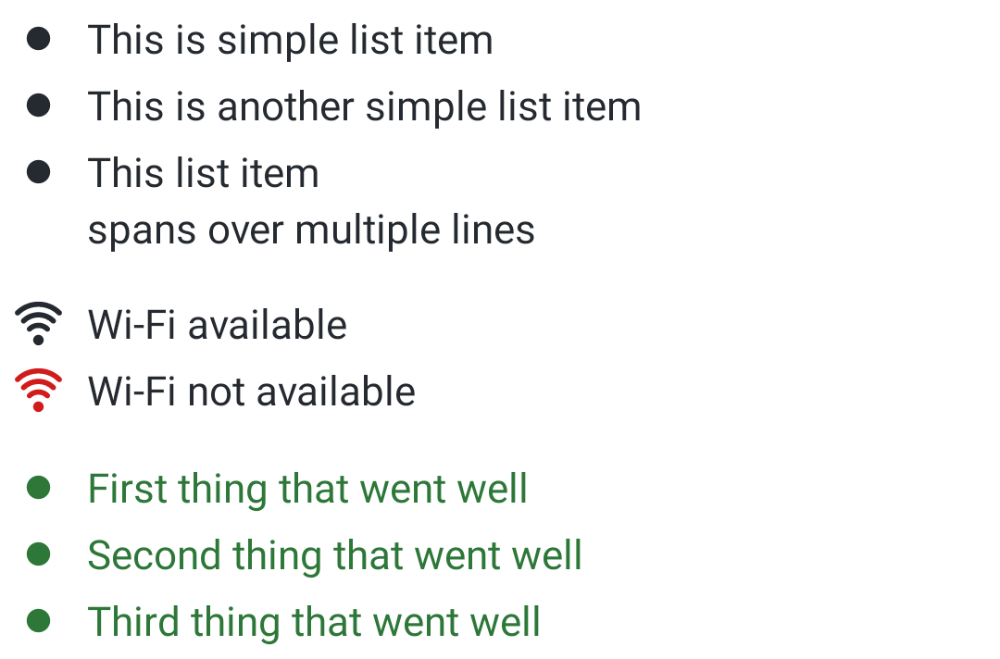 This is simple list item
This is another simple list item
This list item
spans over multiple lines
Wi-Fi available
Wi-Fi not available
First thing that went well
Second thing that went well
Third thing that went well